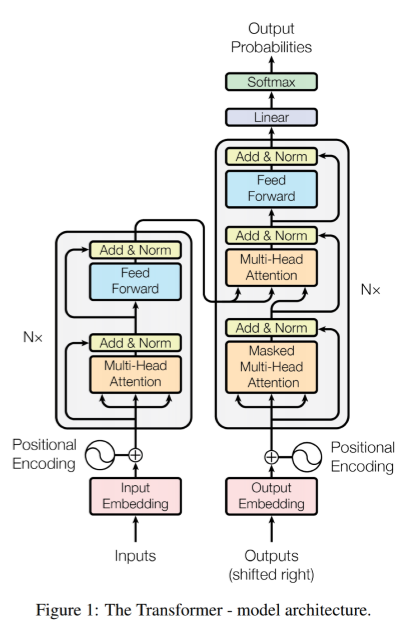 Output
Probabilities
Softmax
Linear
Add & Norm
Feed
Forward
Add & Norm
Multi-Head
Attention
Add & Norm
Masked
Multi-Head
Attention
Nx
Positional
Encoding
Output
Embedding
Outputs
(shifted right)
Add & Norm
Feed
Forward
Add & Norm
Multi-Head
Attention
Nx
Positional
Encoding
Input
Embedding
Inputs
Figure 1: The Transformer - model architecture.